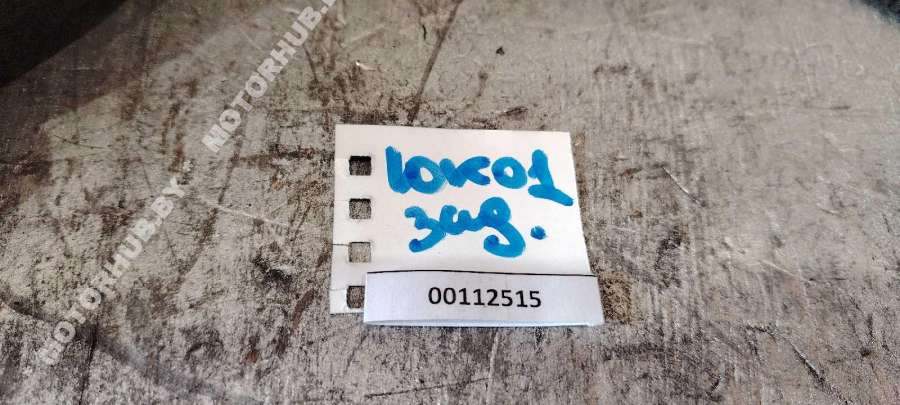 MOTORHUB.BY ~ MOTORHUB.BY
10К01
зад.
00112515